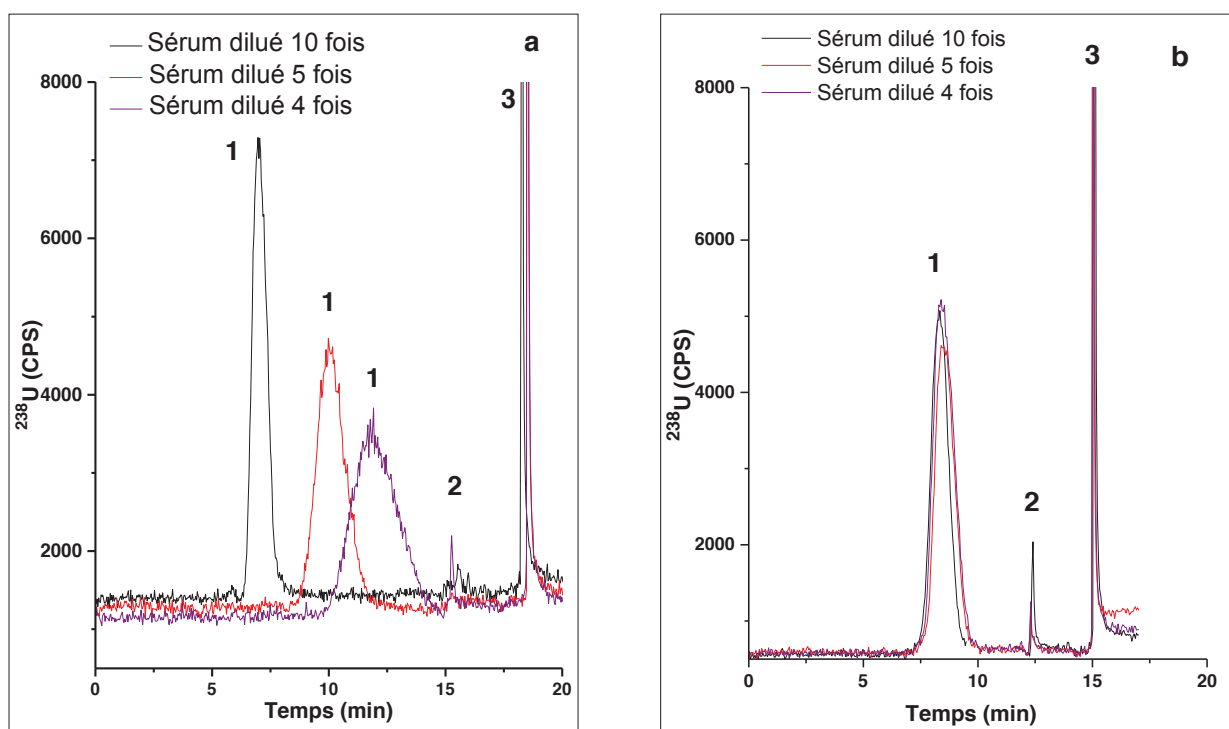 Sérum dilué 10 fois
Sérum dilué 5 fois
Sérum dilué 4 fois
a
3
1
1
1
2
8000
6000
4000
2000
238U (CPS)
0
5
10
15
20
Temps (min)
Sérum dilué 10 fois
Sérum dilué 5 fois
Sérum dilué 4 fois
3
b
1
2
8000
6000
4000
2000
238U (CPS)
0
5
10
15
20
Temps (min)